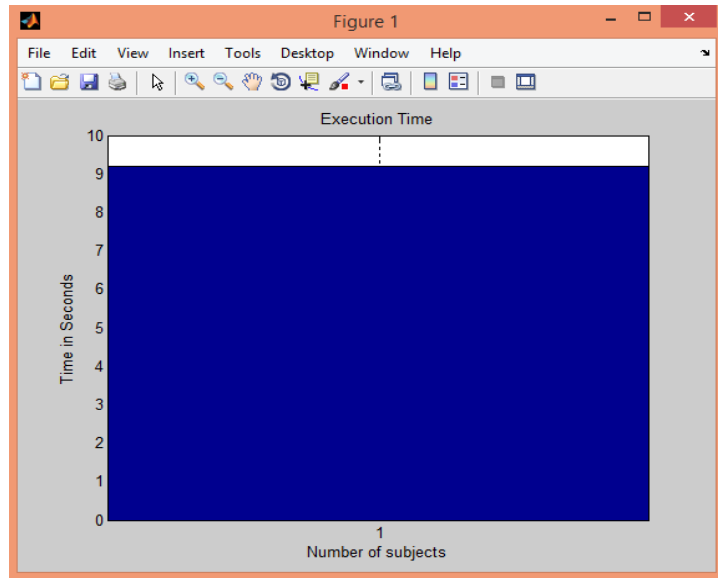 Figure 1
File Edit View Insert Tools Desktop Window Help
Execution Time
10
9
8
7
6
5
4
3
2
1
0
Time in Seconds
1
Number of subjects